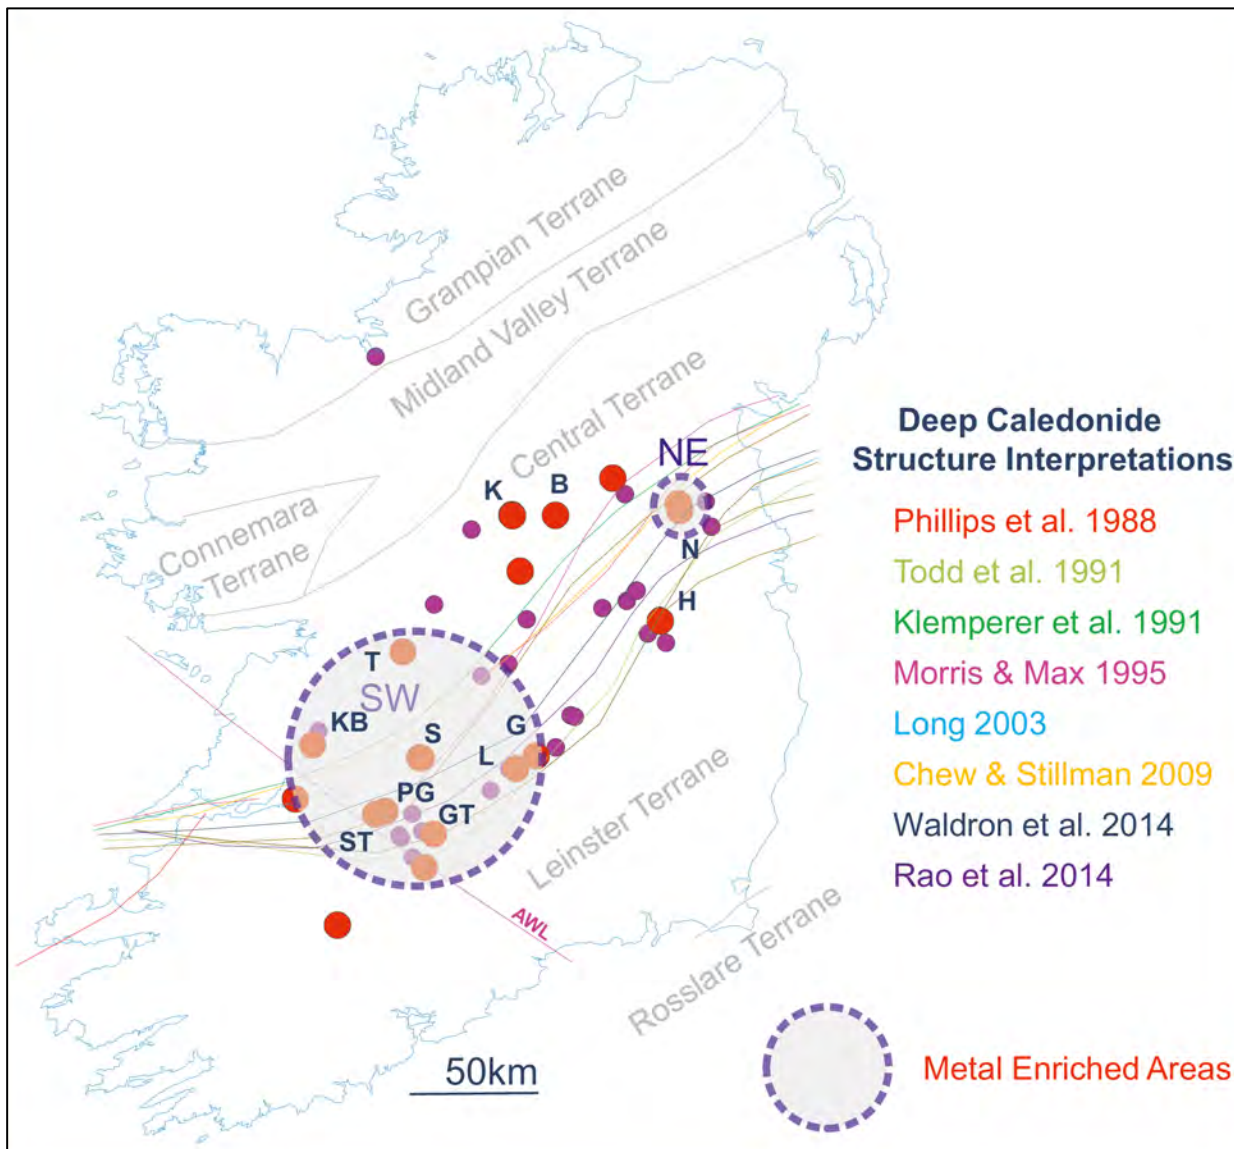 Grampian Terrane
Midland Valley Terrane
Central Terrane
NE
K
B
Connemara
Terrane
N
H
T
SW
KB
S
G
L
PG
GT
ST
Leinster Terrane
AWL
Rosslare Terrane
50km
Deep Caledonide
Structure Interpretations
Phillips et al. 1988
Todd et al. 1991
Klemperer et al. 1991
Morris & Max 1995
Long 2003
Chew & Stillman 2009
Waldron et al. 2014
Rao et al. 2014
Metal Enriched Areas